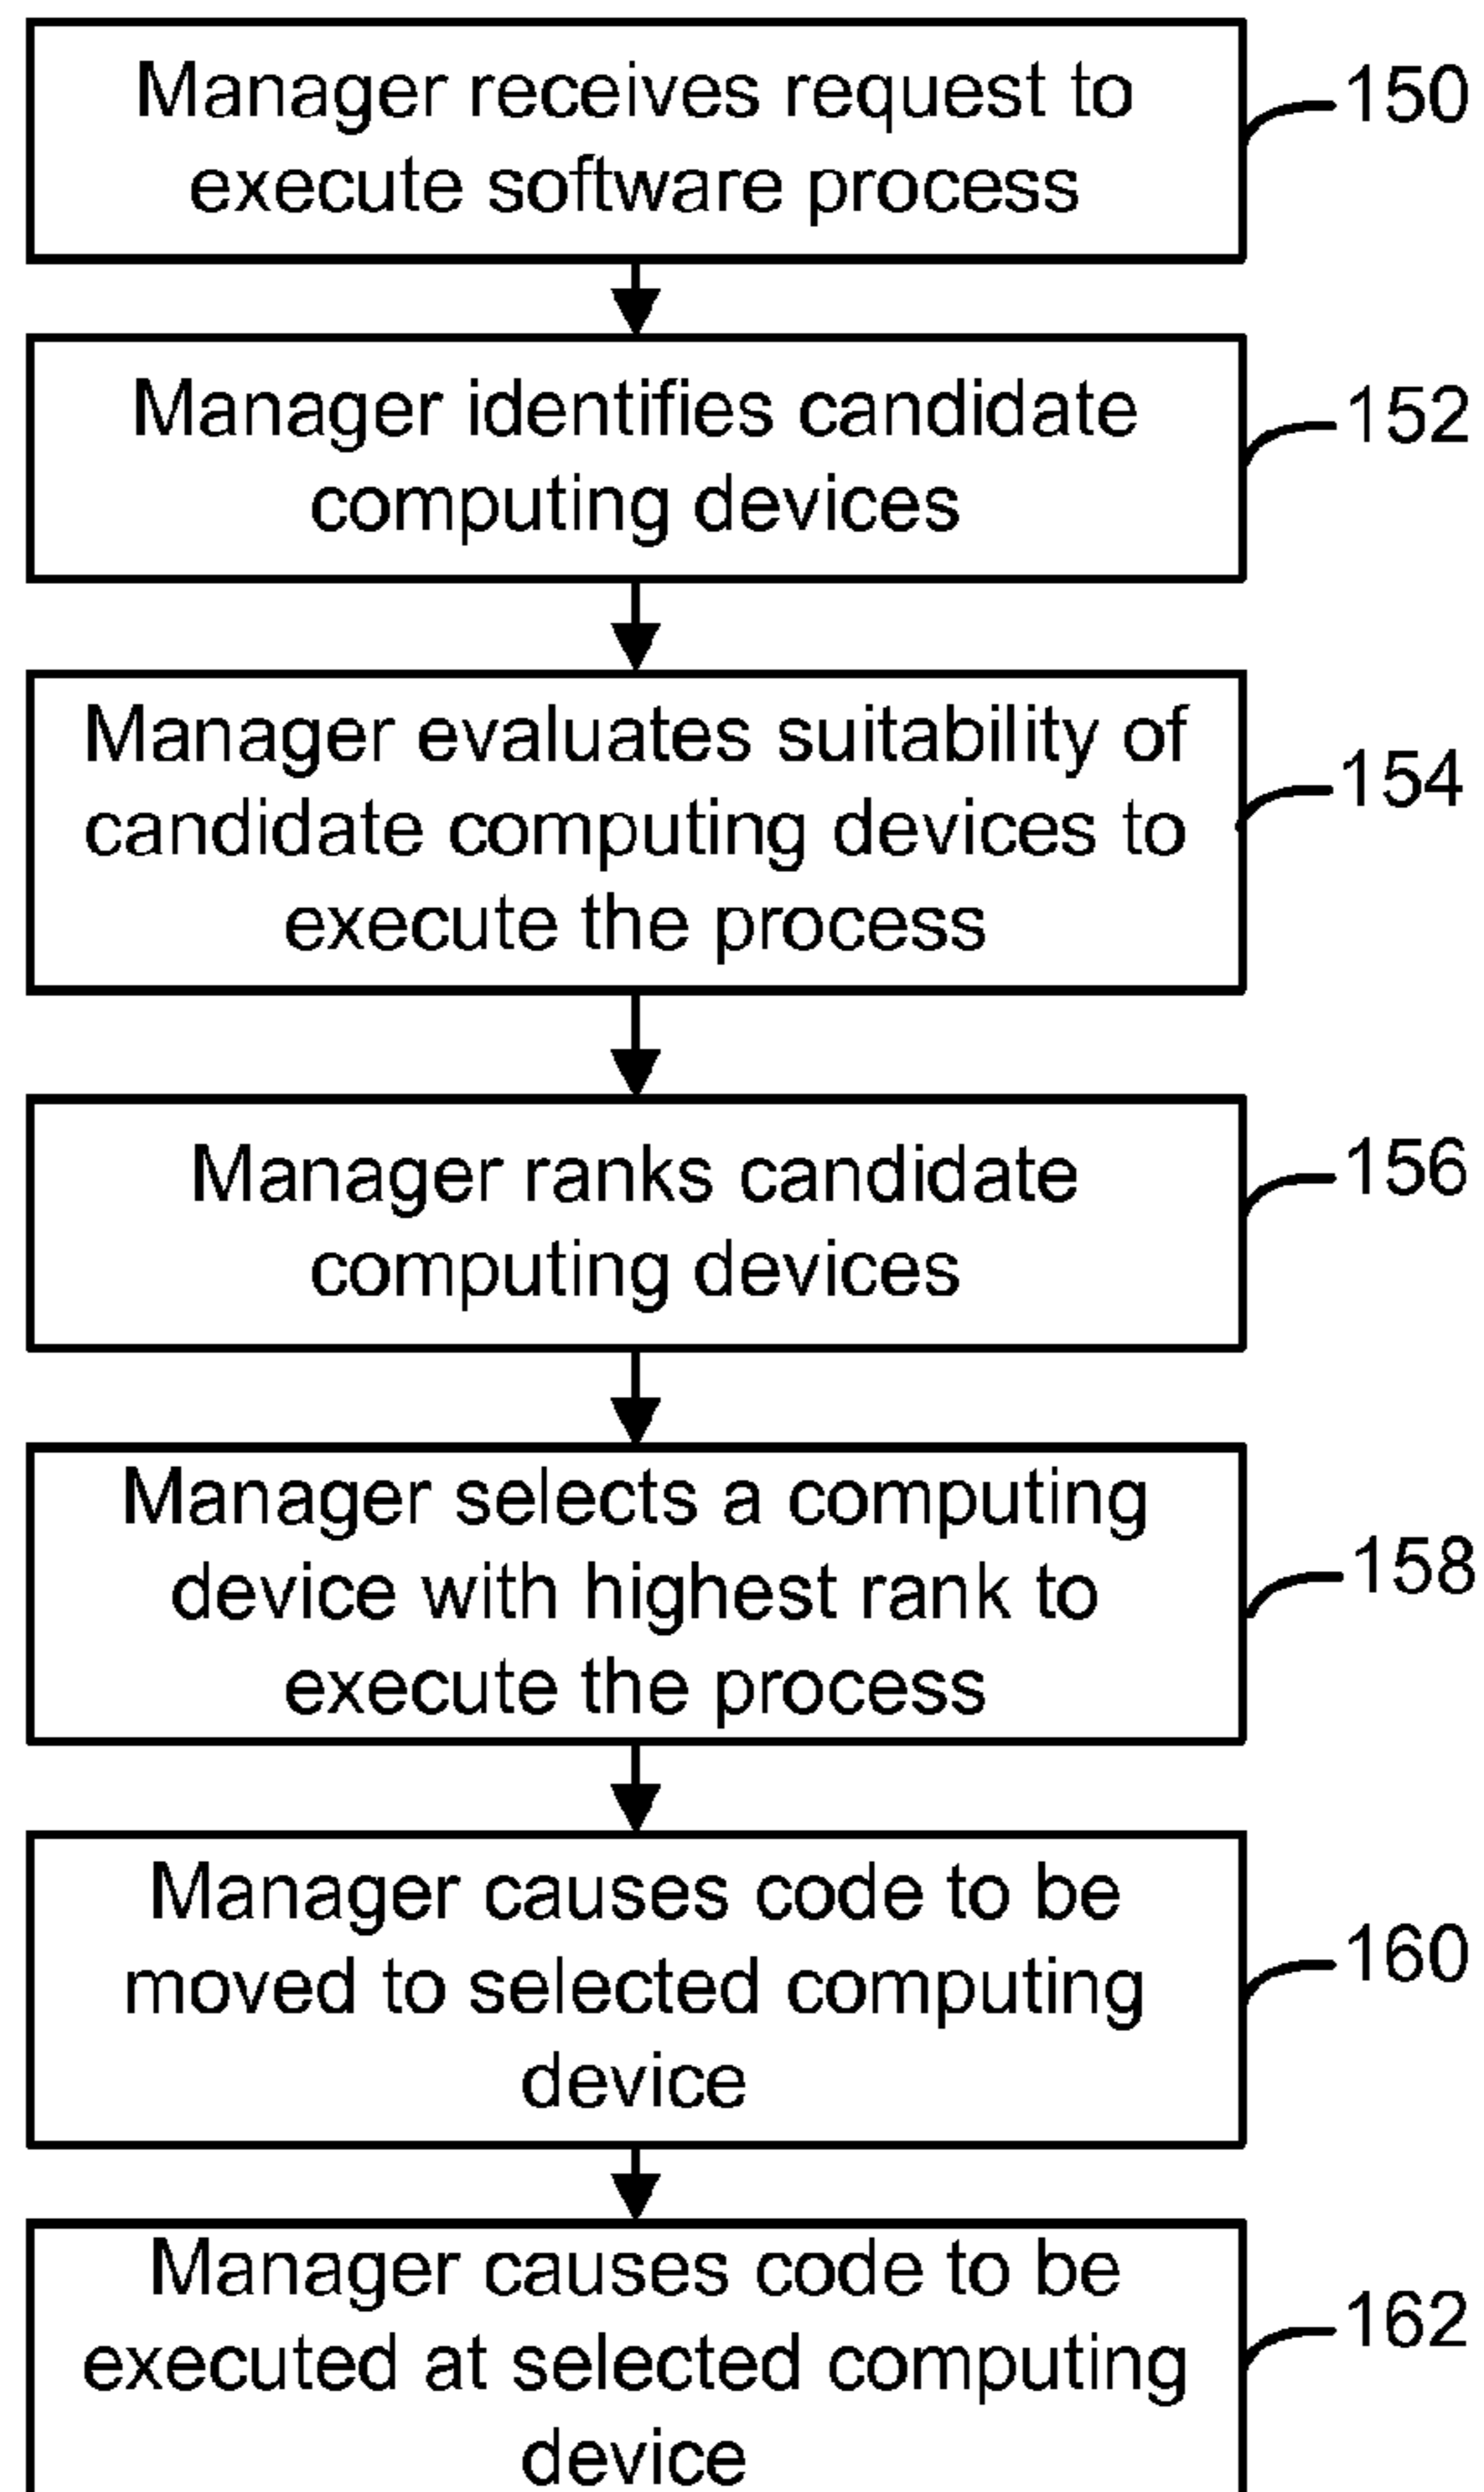 Manager receives request to
execute software process
150
Manager identifies candidate
computing devices
152
Manager evaluates suitability of
candidate computing devices to
execute the process
154
Manager ranks candidate
computing devices
156
Manager selects a computing
device with highest rank to
execute the process
158
Manager causes code to be
moved to selected computing
device
160
Manager causes code to be
executed at selected computing
device
162